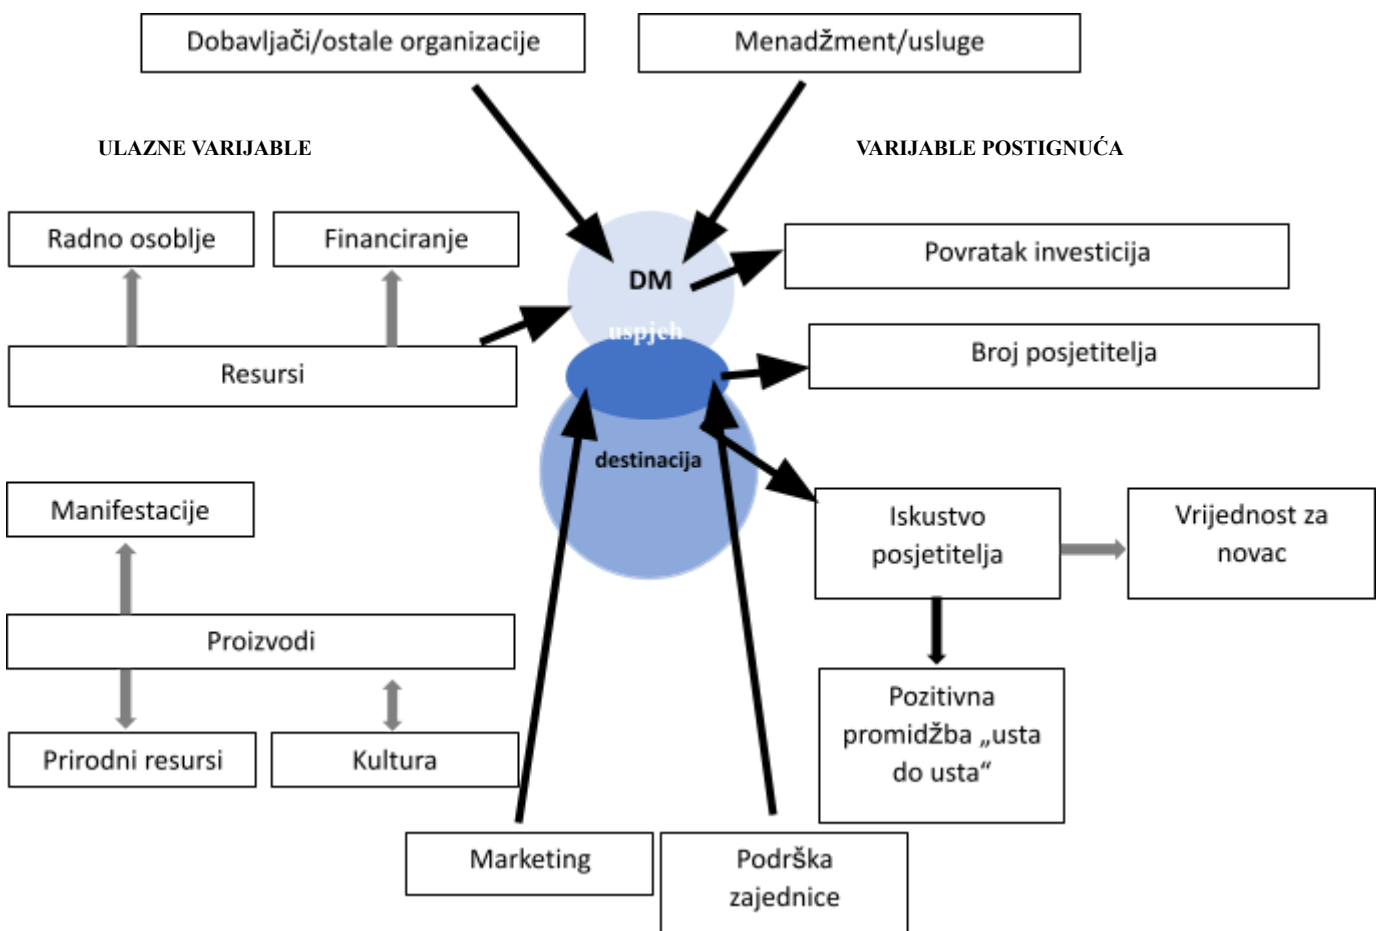 Dobavljači/ostale organizacije
Menadžment/usluge
ULAZNE VARIJABLE
VARIJABLE POSTIGNUĆA
Radno osoblje
Financiranje
Povratak investicija
DM
uspjeh
Resursi
Broj posjetitelja
destinacija
Manifestacije
Iskustvo
posjetitelja
Vrijednost za
novac
Proizvodi
Pozitivna
promidžba „usta
do usta“
Prirodni resursi
Kultura
Marketing
Podrška
zajednice